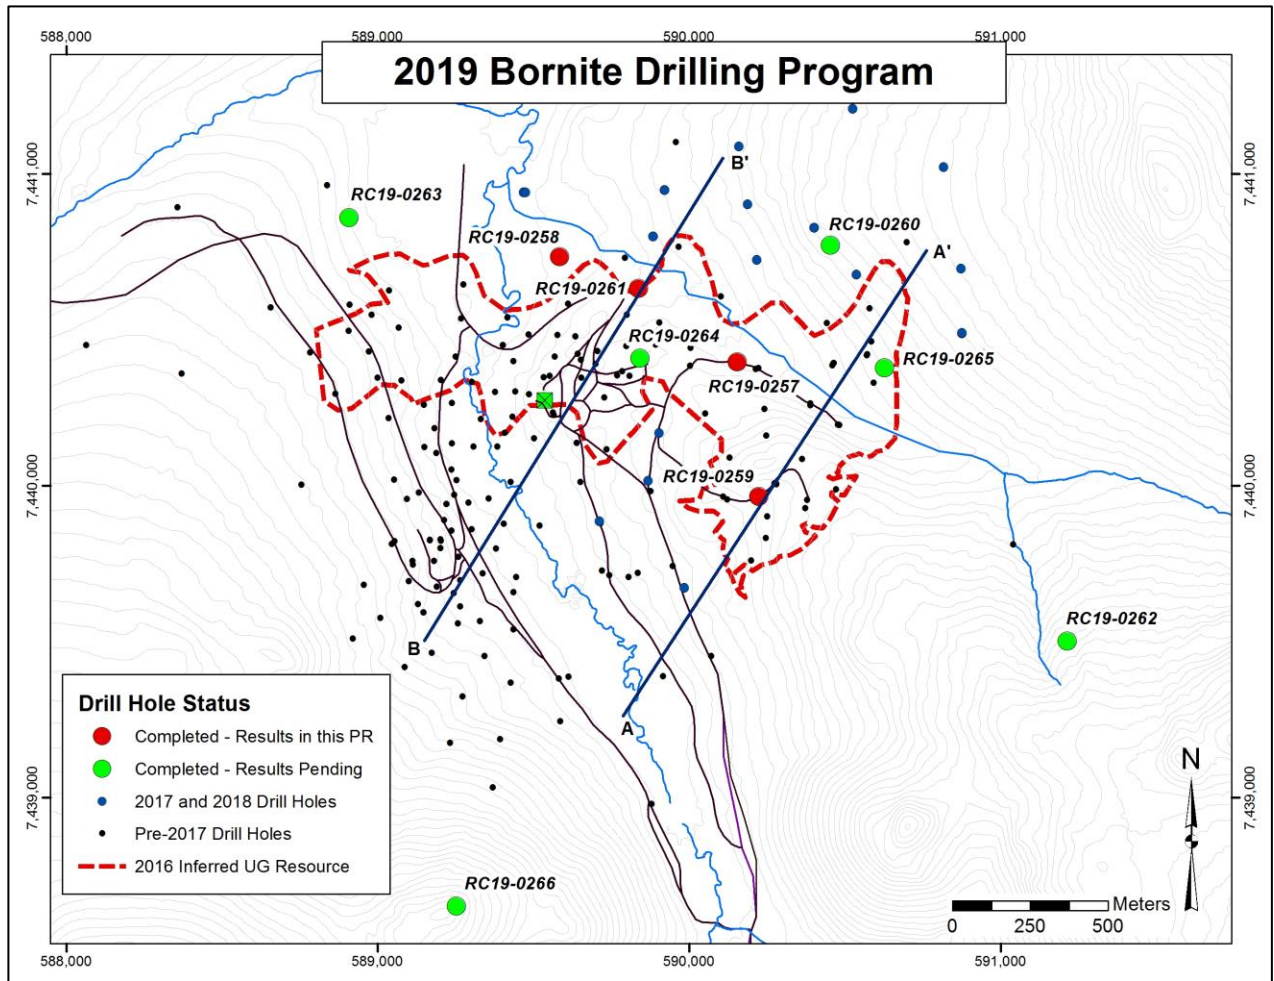 588,000
589,000
590,000
591,000
2019 Bornite Drilling Program
7,441,000
7,441,000
B'
RC19-0263
RC19-0258
RC19-0260
A'
RC19-0261
RC19-0264
RC19-0265
RC19-0257
RC19-0259
7,440,000
7,440,000
RC19-0262
B
A
Drill Hole Status
Completed - Results in this PR
Completed - Results Pending
2017 and 2018 Drill Holes
Pre-2017 Drill Holes
2016 Inferred UG Resource
7,439,000
7,439,000
N
RC19-0266
Meters
0 250 500
588,000
589,000
590,000
591,000